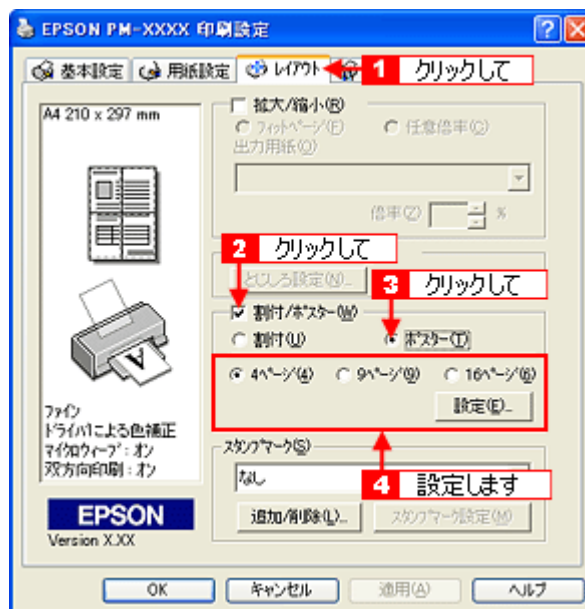 EPSON PM-XXXX 印刷設定
基本設定 用紙設定 レイアウト
1 クリックして
A4 210 x 297 mm
拡大/縮小(R)
フィットページ(F) 任意倍率(C)
出力用紙(O)
倍率(Z) %
2 クリックして
とじしろ設定(N)...
3 クリックして
割付/ポスター(W)
割付(U) ポスター(T)
4ページ(4) 9ページ(9) 16ページ(6)
設定(E)...
ファイン
ドライバによる色補正
マイクロウィーブ:オン
双方向印刷:オン
スタンプマーク(S)
なし
4 設定します
追加/削除(L)... スタンプマーク設定(M)
EPSON
Version X.XX
OK キャンセル 適用(A) ヘルプ